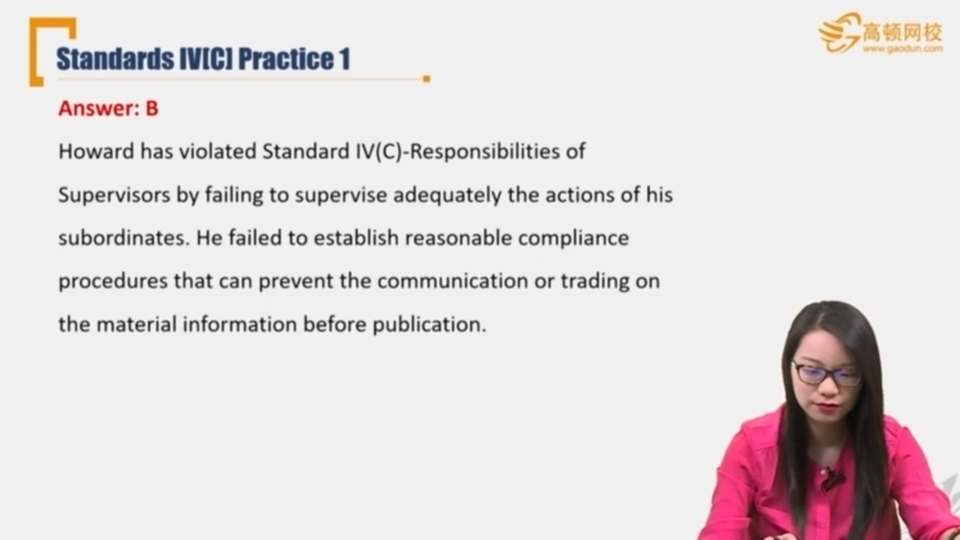 Standards IV[C] Practice 1
高顿网校
www.gaodun.com
Answer: B
Howard has violated Standard IV(C)-Responsibilities of
Supervisors by failing to supervise adequately the actions of his
subordinates. He failed to establish reasonable compliance
procedures that can prevent the communication or trading on
the material information before publication.